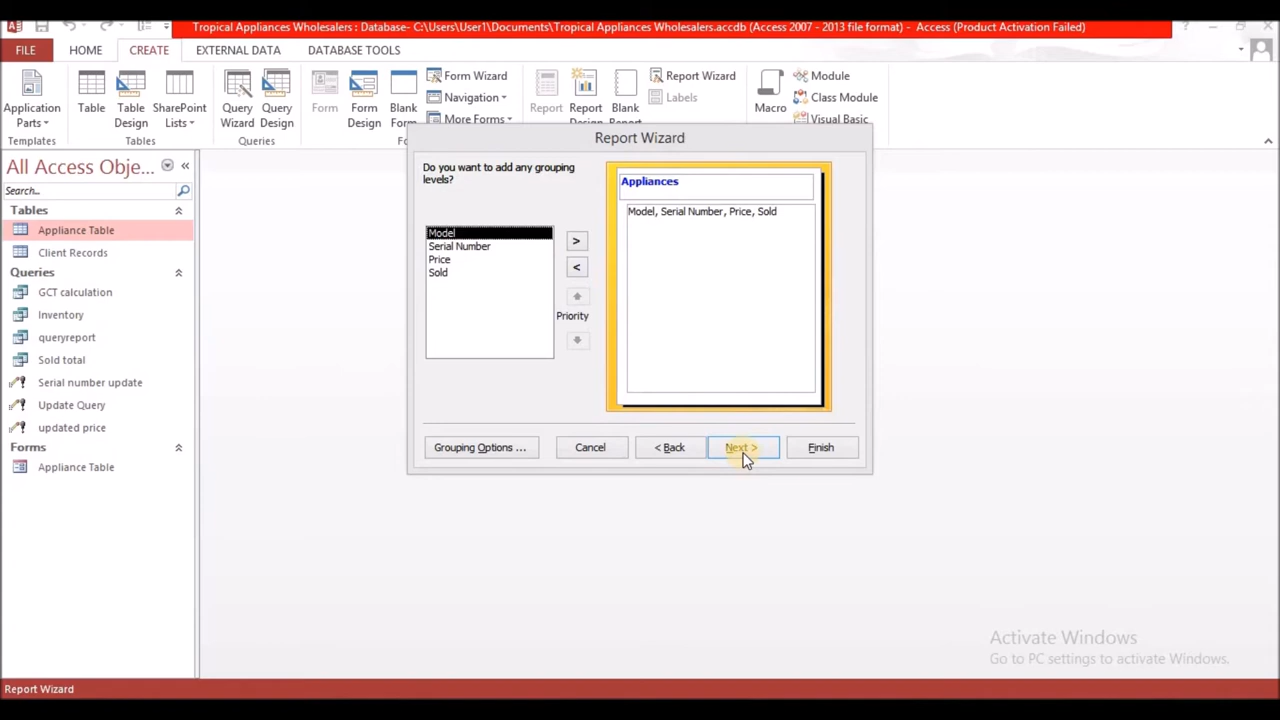 Tropical Appliances Wholesalers : Database- C:\Users\User1\Documents\Tropical Appliances Wholesalers.accdb (Access 2007 - 2013 file format) - Access (Product Activation Failed)
?
FILE
HOME
CREATE
EXTERNAL DATA
DATABASE TOOLS
Application Parts
Templates
Table
Table Design
SharePoint Lists
Tables
Query Wizard
Query Design
Queries
Form
Form Design
Blank Form
Form Wizard
Navigation
More Forms
Report
Report Design
Blank Report
Report Wizard
Labels
Macro
Module
Class Module
Visual Basic
All Access Obje...
Search...
Tables
Appliance Table
Client Records
Queries
GCT calculation
Inventory
queryreport
Sold total
Serial number update
Update Query
updated price
Forms
Appliance Table
Report Wizard
Do you want to add any grouping
levels?
Model
Serial Number
Price
Sold
>
<
Priority
Appliances
Model, Serial Number, Price, Sold
Grouping Options ...
Cancel
< Back
Next >
Finish
Activate Windows
Go to PC settings to activate Windows.
Report Wizard